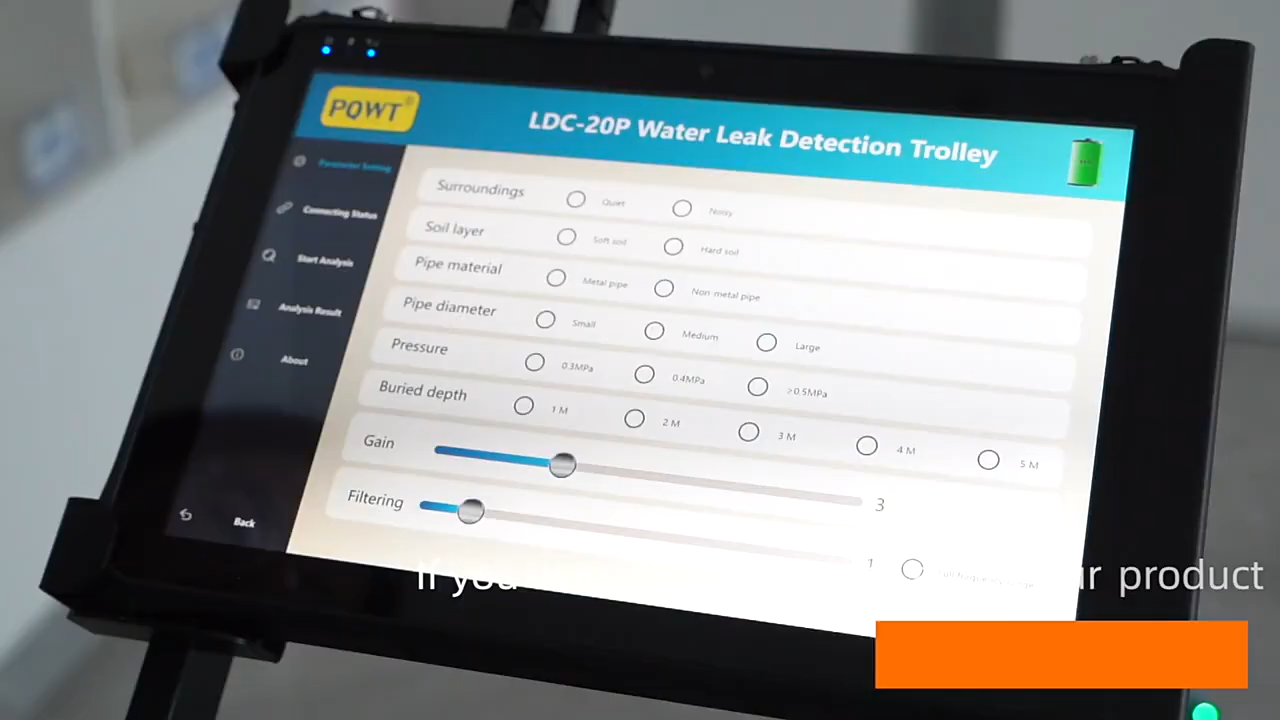 PQWT®
LDC-20P Water Leak Detection Trolley
Parameter Setting
Connecting Status
Start Analysis
Analysis Result
About
Back
Surroundings Quiet Noisy
Soil layer Soft soil Hard soil
Pipe material Metal pipe Non metal pipe
Pipe diameter Small Medium Large
Pressure 0.3MPa 0.4MPa ≥0.5MPa
Buried depth 1 M 2 M 3 M 4 M 5 M
Gain 3
Filtering 1
If you product